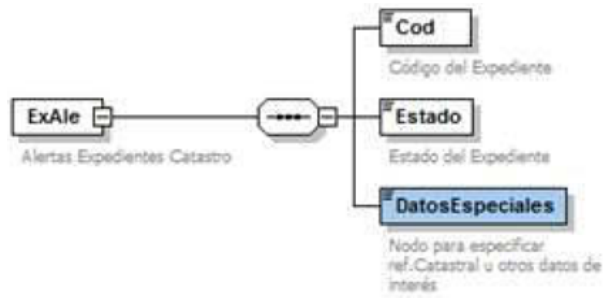 Cod
Código del Expediente
ExAle
Alertas Expedientes Catastro
Estado
Estado del Expediente
DatosEspeciales
Nodo para especificar
ref.Catastral u otros datos de
interés